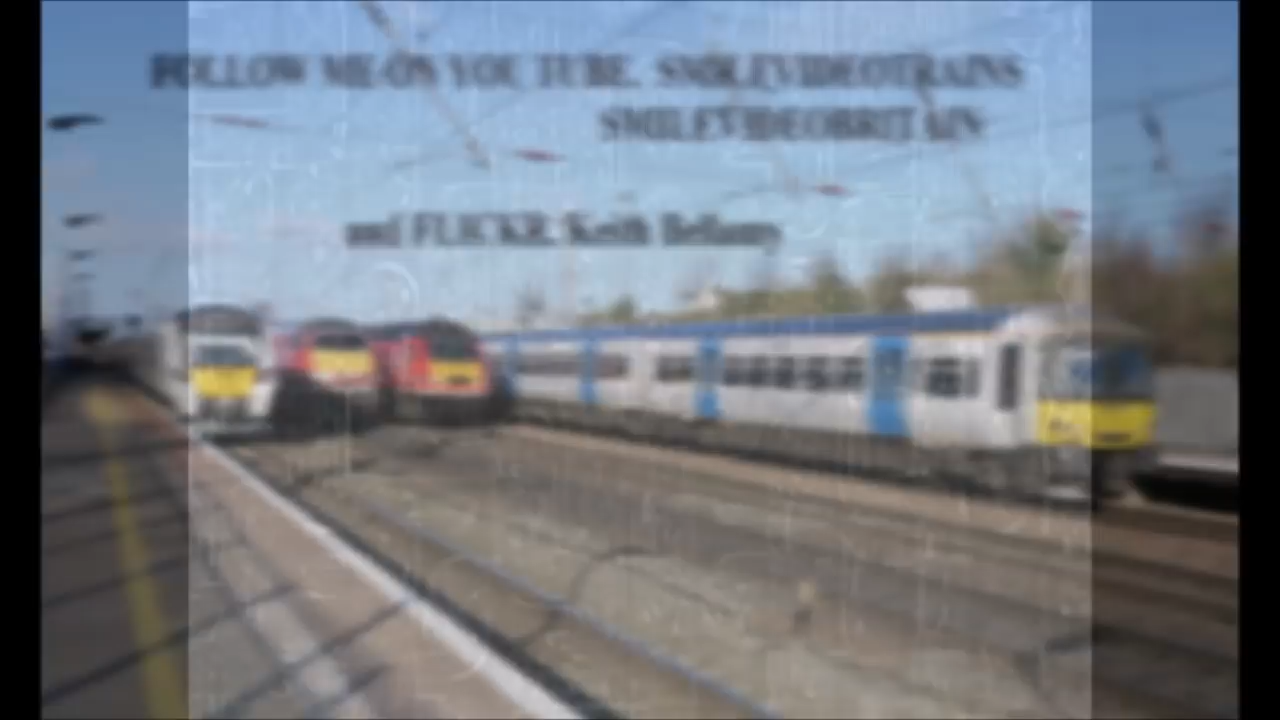 FOLLOW ME ON YOU TUBE. SMILEVIDEOTRAINS
SMILEVIDEOBRITAIN
and FLICKR: Keith Bellamy